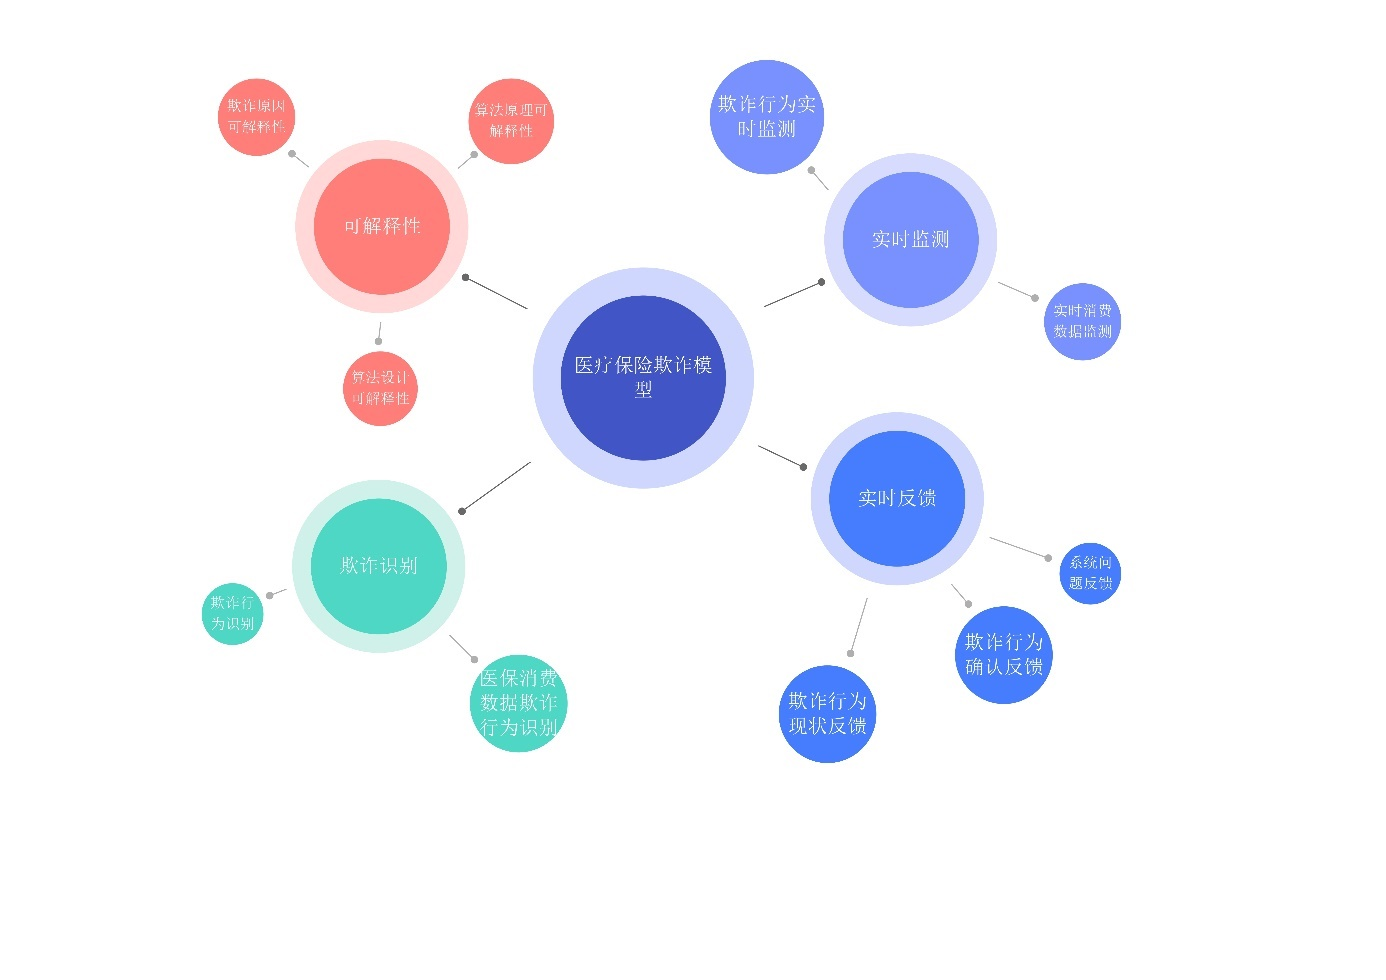 欺诈原因
可解释性
算法原理可
解释性
可解释性
算法设计
可解释性
欺诈行为实
时监测
实时监测
实时消费
数据监测
医疗保险欺诈模
型
实时反馈
系统问
题反馈
欺诈行为
确认反馈
欺诈行为
现状反馈
欺诈识别
欺诈行
为识别
医保消费
数据欺诈
行为识别